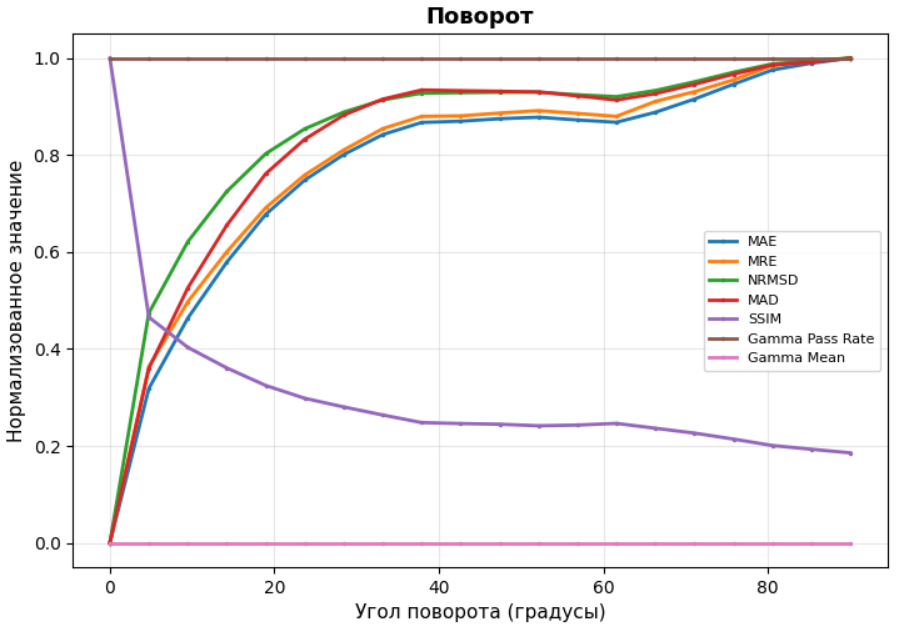 Поворот
Нормализованное значение
1.0
0.8
0.6
0.4
0.2
0.0
MAE
MRE
NRMSD
MAD
SSIM
Gamma Pass Rate
Gamma Mean
0 20 40 60 80
Угол поворота (градусы)